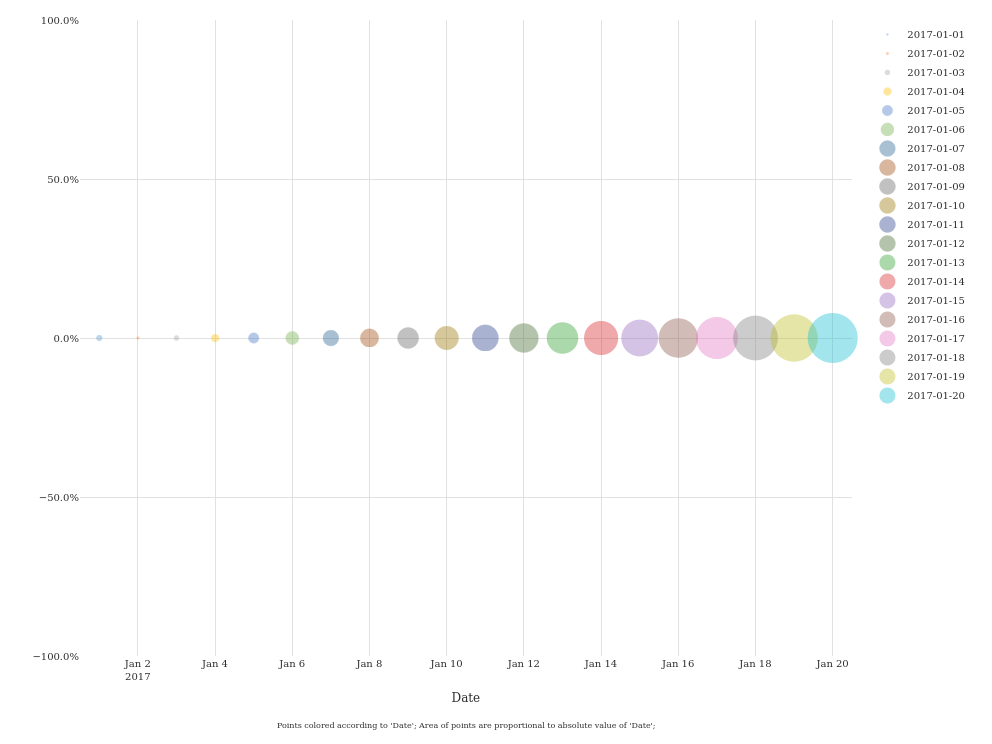 100.0%
50.0%
0.0%
−50.0%
−100.0%
Jan 2
2017
Jan 4
Jan 6
Jan 8
Jan 10
Jan 12
Jan 14
Jan 16
Jan 18
Jan 20
Date
Points colored according to 'Date'; Area of points are proportional to absolute value of 'Date';
2017-01-01
2017-01-02
2017-01-03
2017-01-04
2017-01-05
2017-01-06
2017-01-07
2017-01-08
2017-01-09
2017-01-10
2017-01-11
2017-01-12
2017-01-13
2017-01-14
2017-01-15
2017-01-16
2017-01-17
2017-01-18
2017-01-19
2017-01-20